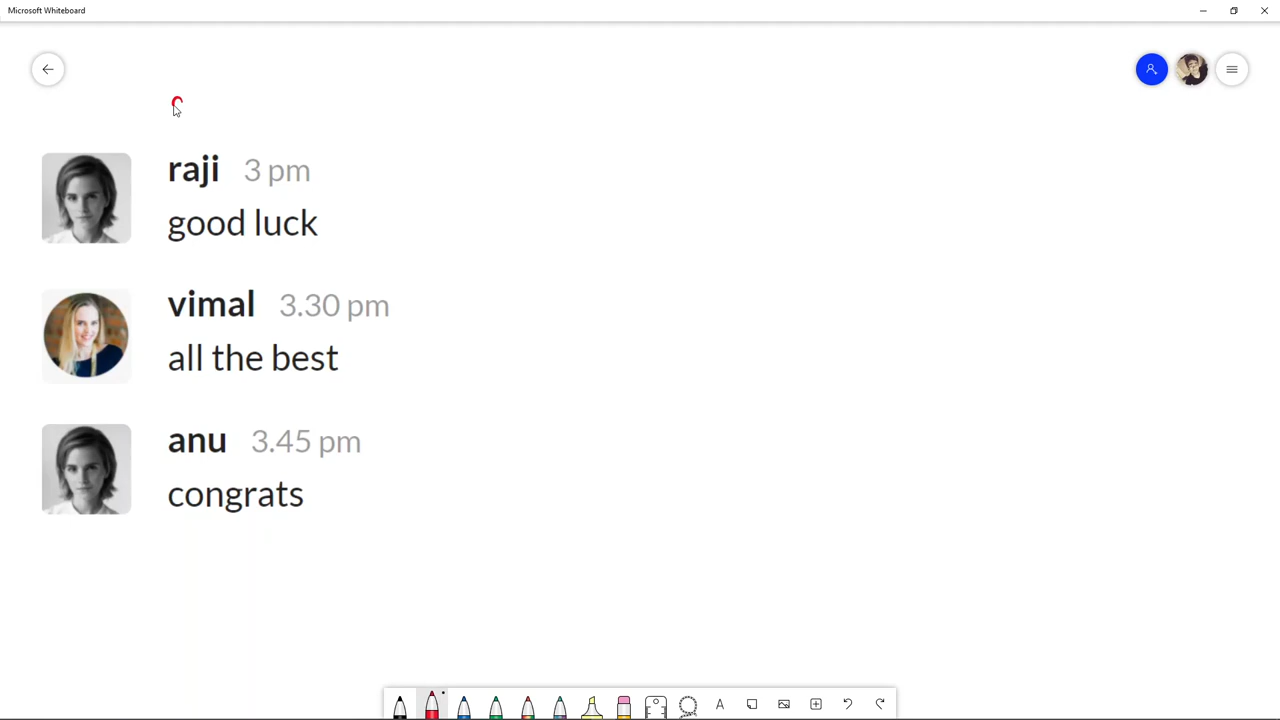 Microsoft Whiteboard
raji 3 pm
good luck
vimal 3.30 pm
all the best
anu 3.45 pm
congrats
A